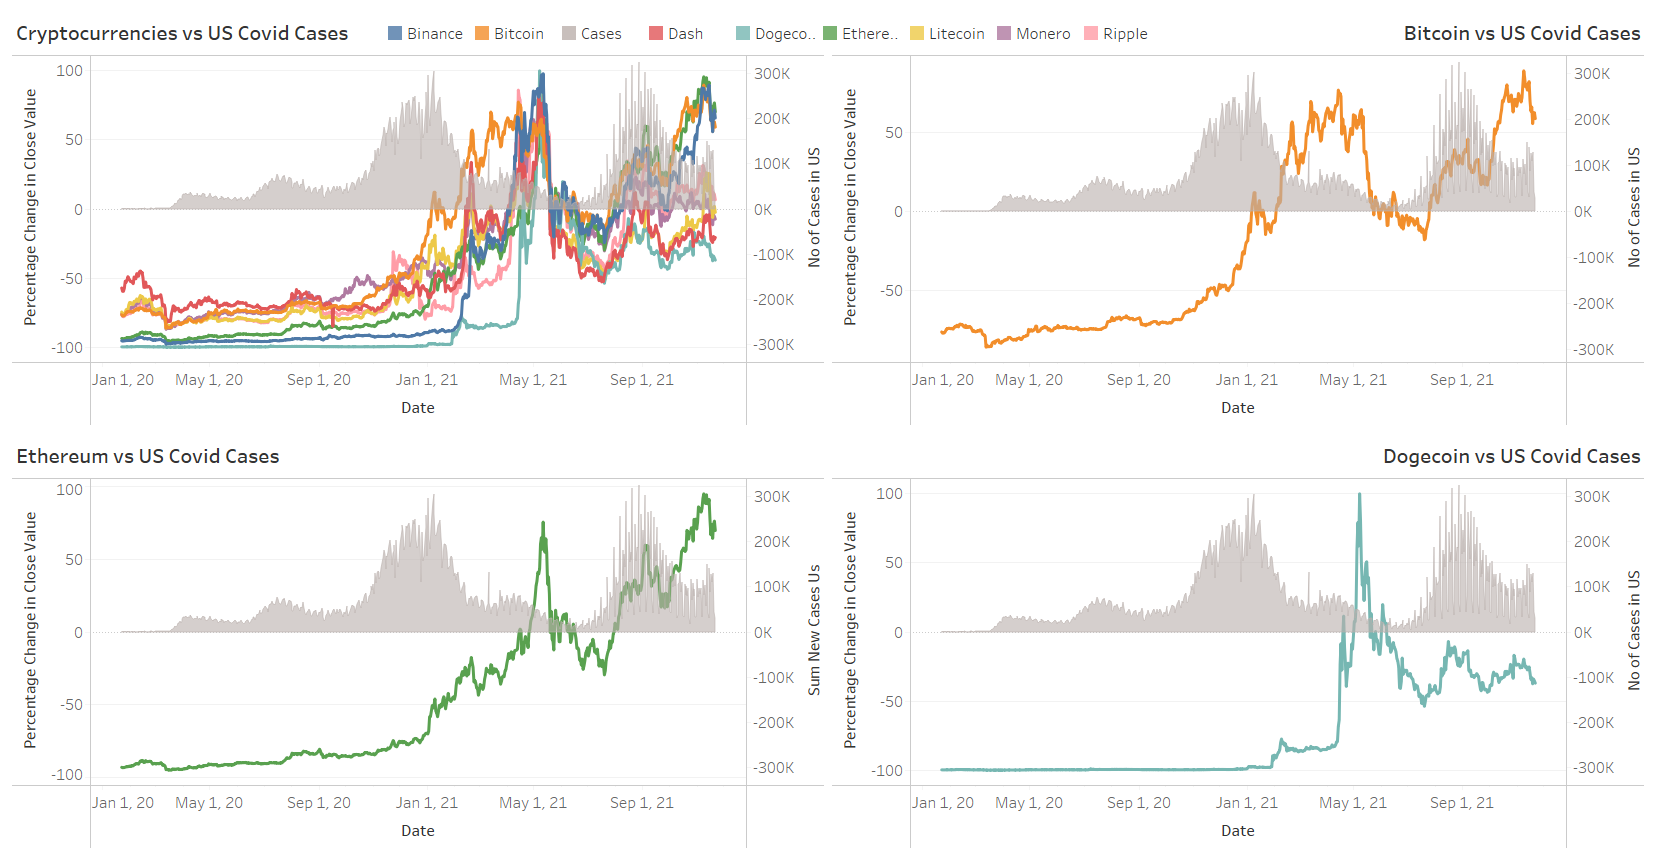 Cryptocurrencies vs US Covid Cases
Binance Bitcoin Cases Dash Dogeco.. Ethere.. Litecoin Monero Ripple
Bitcoin vs US Covid Cases
Percentage Change in Close Value
100
50
0
-50
-100
300K
200K
100K
0K
-100K
-200K
-300K
No of Cases in US
Jan 1, 20 May 1, 20 Sep 1, 20 Jan 1, 21 May 1, 21 Sep 1, 21
Date
Percentage Change in Close Value
50
0
-50
300K
200K
100K
0K
-100K
-200K
-300K
No of Cases in US
Jan 1, 20 May 1, 20 Sep 1, 20 Jan 1, 21 May 1, 21 Sep 1, 21
Date
Ethereum vs US Covid Cases
Percentage Change in Close Value
100
50
0
-50
-100
300K
200K
100K
0K
-100K
-200K
-300K
Sum New Cases Us
Jan 1, 20 May 1, 20 Sep 1, 20 Jan 1, 21 May 1, 21 Sep 1, 21
Date
Dogecoin vs US Covid Cases
Percentage Change in Close Value
100
50
0
-50
-100
300K
200K
100K
0K
-100K
-200K
-300K
No of Cases in US
Jan 1, 20 May 1, 20 Sep 1, 20 Jan 1, 21 May 1, 21 Sep 1, 21
Date